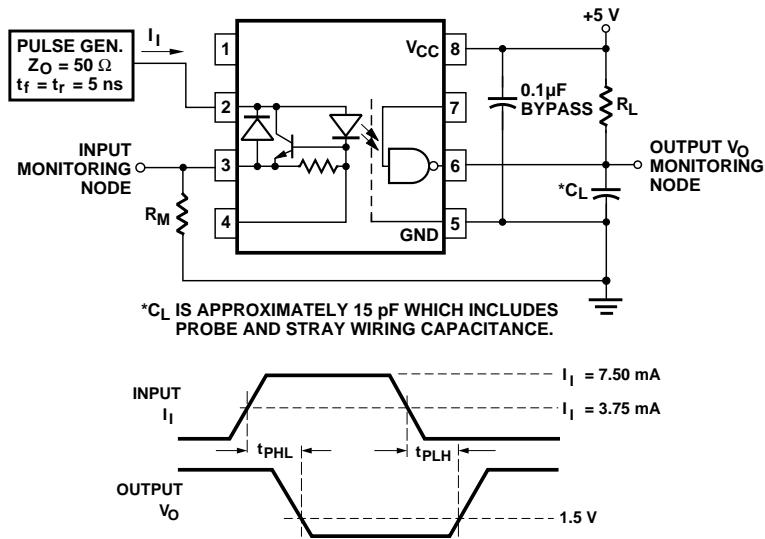 PULSE GEN.
Z_O = 50 Ω
t_f = t_r = 5 ns
I_I
+5 V
1
2
3
4
V_CC 8
7
6
GND 5
0.1µF
BYPASS
R_L
INPUT
MONITORING
NODE
R_M
OUTPUT V_O
MONITORING
NODE
*C_L
*C_L IS APPROXIMATELY 15 pF WHICH INCLUDES
PROBE AND STRAY WIRING CAPACITANCE.
INPUT
I_I
I_I = 7.50 mA
I_I = 3.75 mA
t_PHL
t_PLH
OUTPUT
V_O
1.5 V